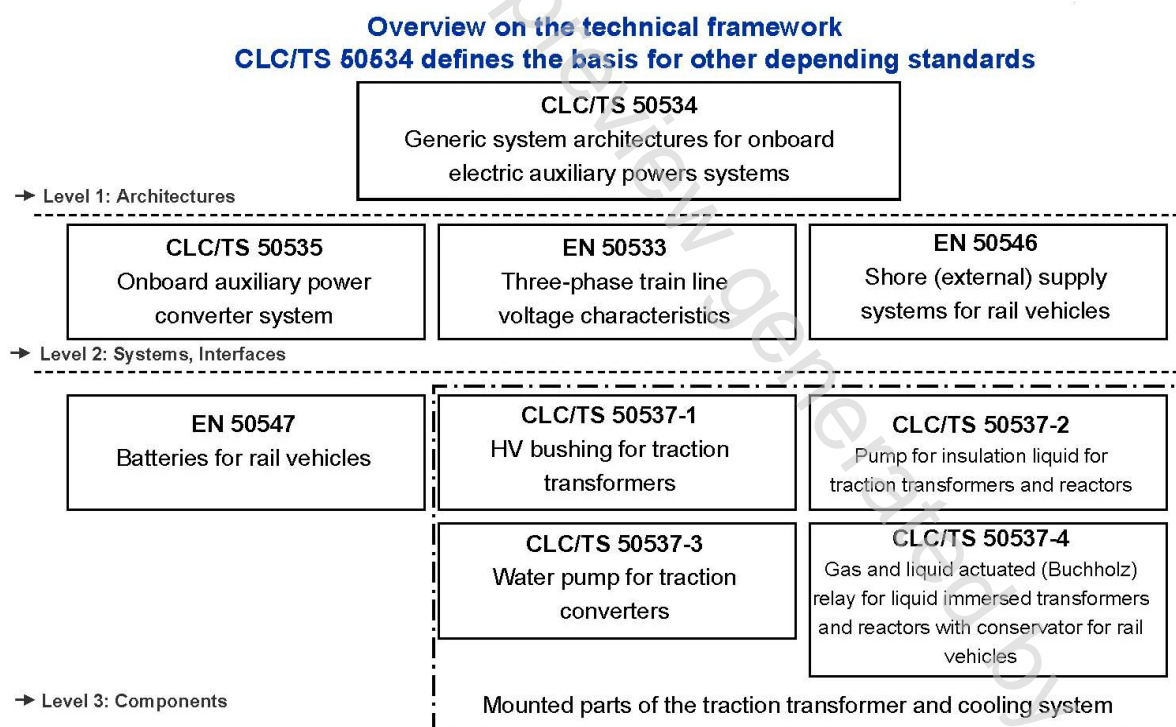 Overview on the technical framework
CLC/TS 50534 defines the basis for other depending standards
CLC/TS 50534
Generic system architectures for onboard
electric auxiliary powers systems
→ Level 1: Architectures
CLC/TS 50535
Onboard auxiliary power
converter system
EN 50533
Three-phase train line
voltage characteristics
EN 50546
Shore (external) supply
systems for rail vehicles
→ Level 2: Systems, Interfaces
EN 50547
Batteries for rail vehicles
CLC/TS 50537-1
HV bushing for traction
transformers
CLC/TS 50537-2
Pump for insulation liquid for
traction transformers and reactors
CLC/TS 50537-3
Water pump for traction
converters
CLC/TS 50537-4
Gas and liquid actuated (Buchholz)
relay for liquid immersed transformers
and reactors with conservator for rail
vehicles
→ Level 3: Components
Mounted parts of the traction transformer and cooling system
preview generated by